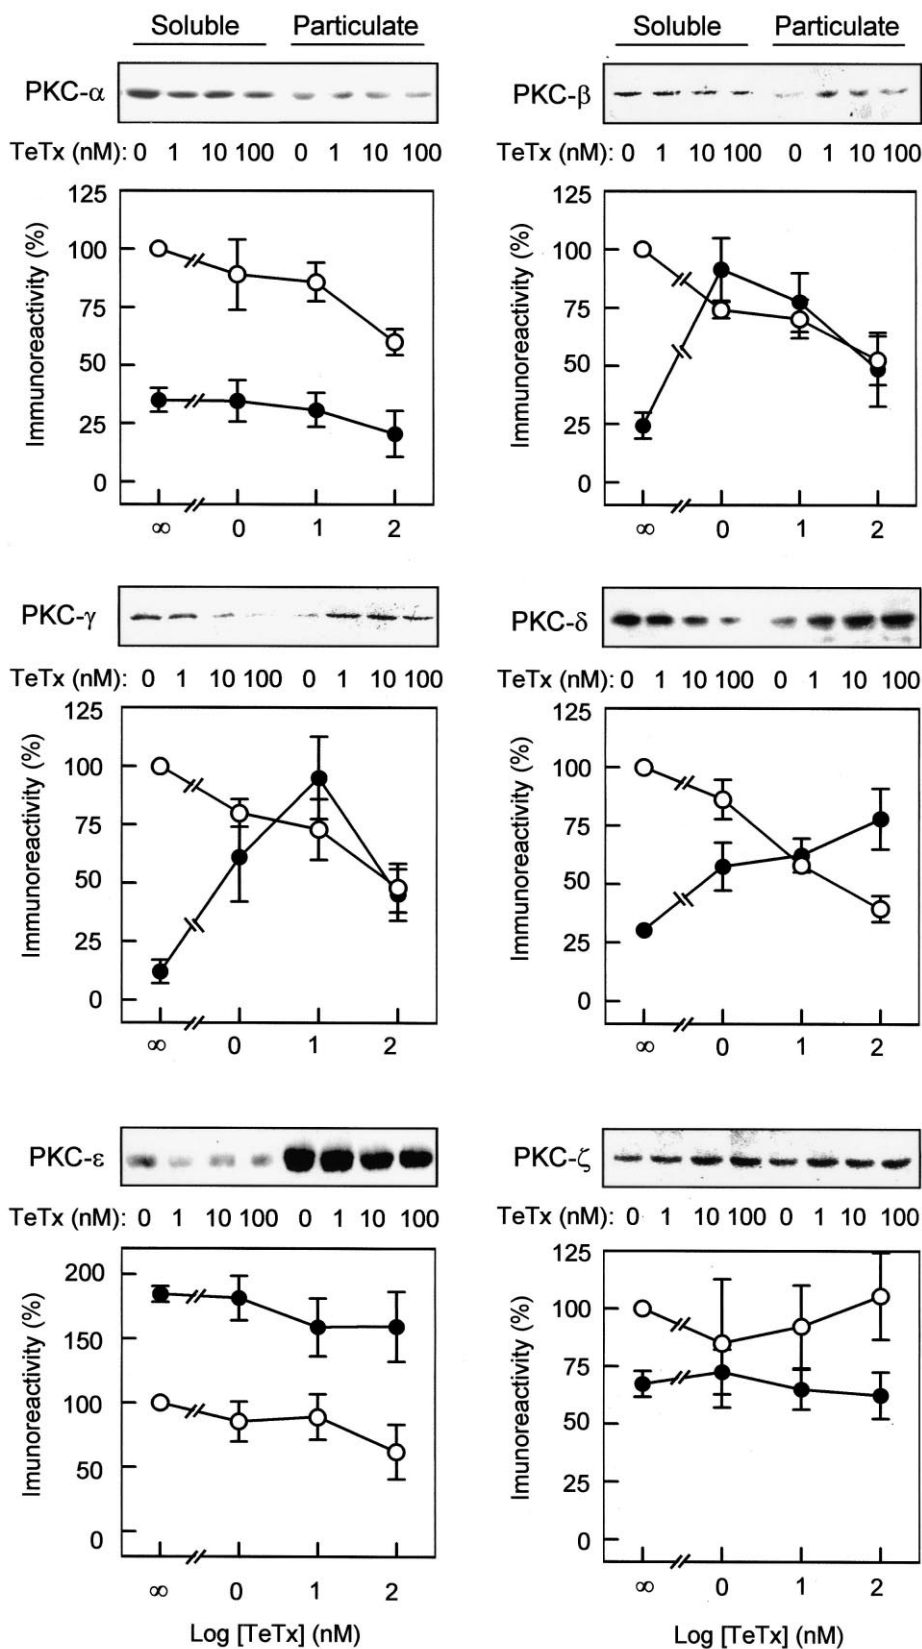 Soluble Particulate
PKC-α
TeTx (nM): 0 1 10 100 0 1 10 100
Immunoreactivity (%)
125
100
75
50
25
0
∞ 0 1 2
Soluble Particulate
PKC-β
TeTx (nM): 0 1 10 100 0 1 10 100
Immunoreactivity (%)
125
100
75
50
25
0
∞ 0 1 2
PKC-γ
TeTx (nM): 0 1 10 100 0 1 10 100
Immunoreactivity (%)
125
100
75
50
25
0
∞ 0 1 2
PKC-δ
TeTx (nM): 0 1 10 100 0 1 10 100
Immunoreactivity (%)
125
100
75
50
25
0
∞ 0 1 2
PKC-ε
TeTx (nM): 0 1 10 100 0 1 10 100
Imunoreactivity (%)
200
150
100
50
0
∞ 0 1 2
Log [TeTx] (nM)
PKC-ζ
TeTx (nM): 0 1 10 100 0 1 10 100
Imunoreactivity (%)
125
100
75
50
25
0
∞ 0 1 2
Log [TeTx] (nM)